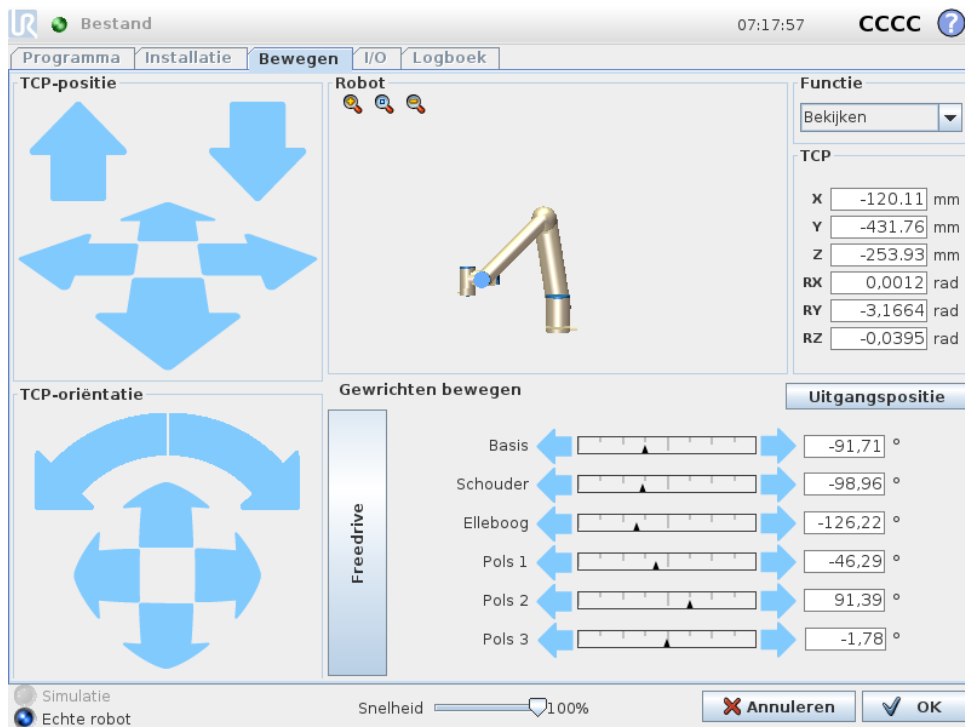 UR Bestand 07:17:57 CCCC ?
Programma Installatie Bewegen I/O Logboek
TCP-positie
Robot
Functie
Bekijken
TCP
X -120.11 mm
Y -431.76 mm
Z -253.93 mm
RX 0,0012 rad
RY -3,1664 rad
RZ -0,0395 rad
TCP-oriëntatie
Gewrichten bewegen
Uitgangspositie
Freedrive
Basis -91,71 °
Schouder -98,96 °
Elleboog -126,22 °
Pols 1 -46,29 °
Pols 2 91,39 °
Pols 3 -1,78 °
Simulatie
Echte robot
Snelheid 100%
Annuleren
OK